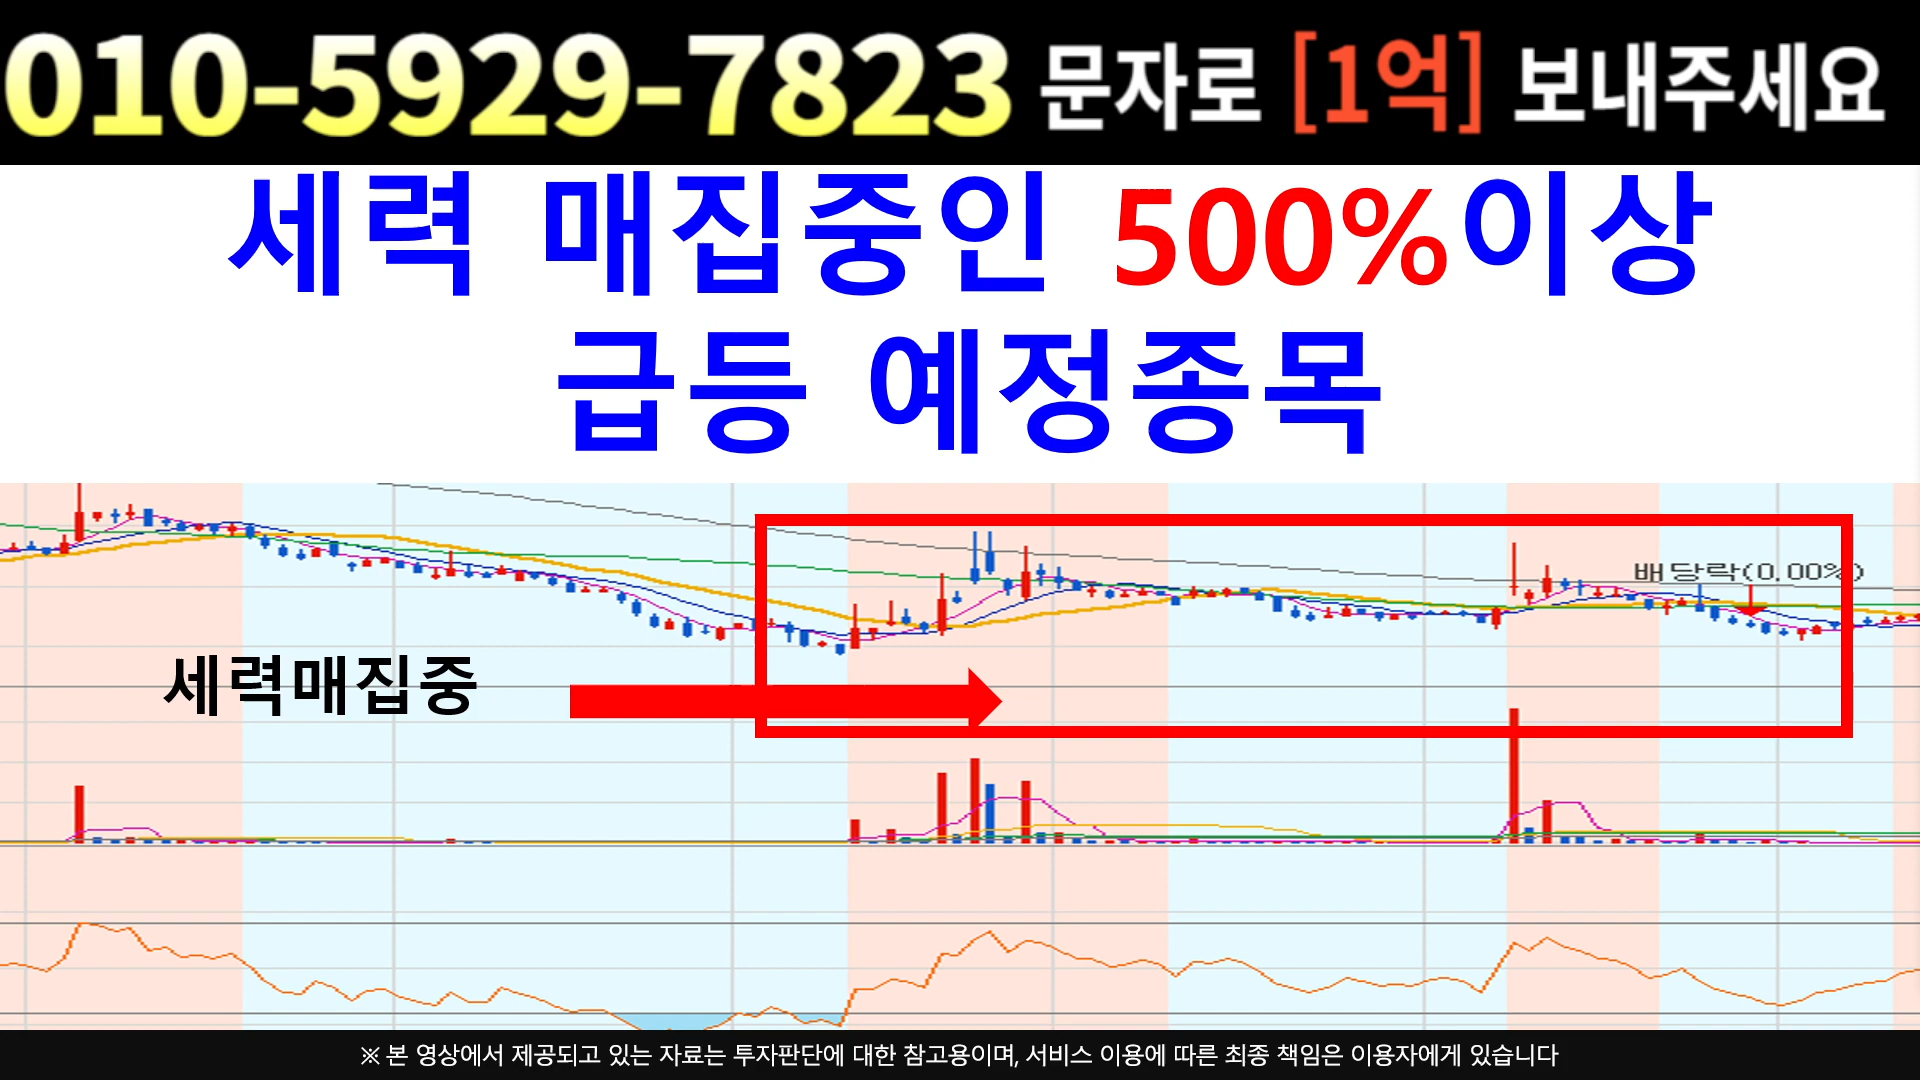 010-5929-7823 문자로 [1억] 보내주세요
세력 매집중인 500%이상
급등 예정종목
배당락(0.00%)
세력매집중
※ 본 영상에서 제공되고 있는 자료는 투자판단에 대한 참고용이며, 서비스 이용에 따른 최종 책임은 이용자에게 있습니다